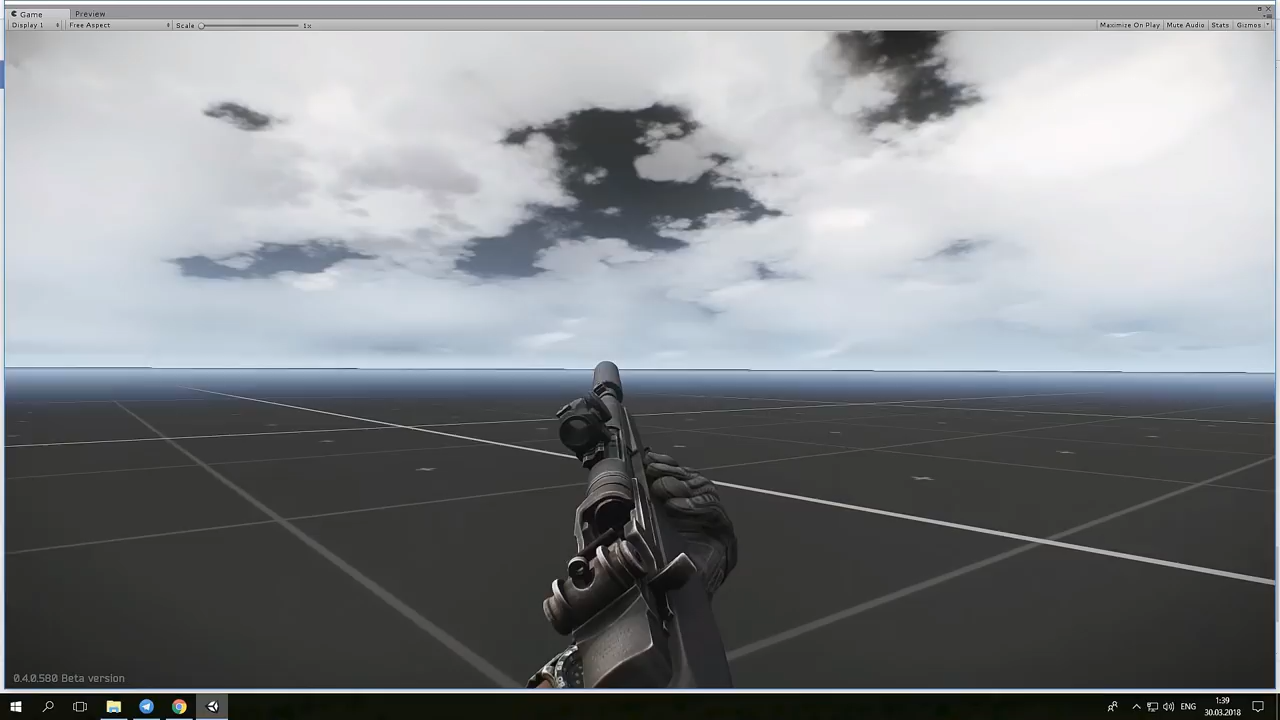 Game Preview
Display 1 Free Aspect Scale 1x Maximize On Play Mute Audio Stats Gizmos
0.4.0.580 Beta version
ENG
1:39
30.03.2018